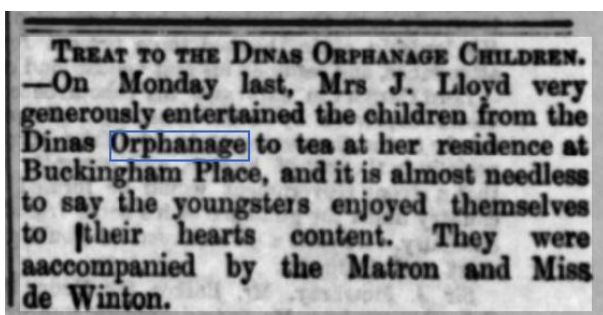 TREAT TO THE DINAS ORPHANAGE CHILDREN.
—On Monday last, Mrs J. Lloyd very
generously entertained the children from the
Dinas Orphanage to tea at her residence at
Buckingham Place, and it is almost needless
to say the youngsters enjoyed themselves
to their hearts content. They were
aaccompanied by the Matron and Miss
de Winton.